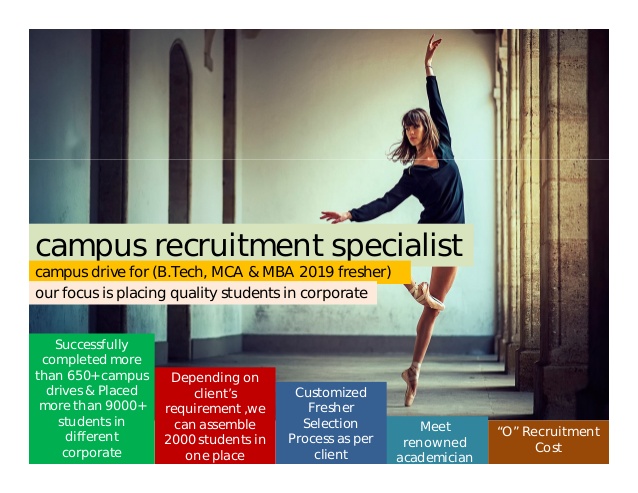 campus recruitment specialist
campus drive for (B.Tech, MCA & MBA 2019 fresher)
our focus is placing quality students in corporate
Successfully
completed more
than 650+ campus
drives & Placed
more than 9000+
students in
different
corporate
Depending on
client's
requirement ,we
can assemble
2000 students in
one place
Customized
Fresher
Selection
Process as per
client
Meet
renowned
academician
“O” Recruitment
Cost